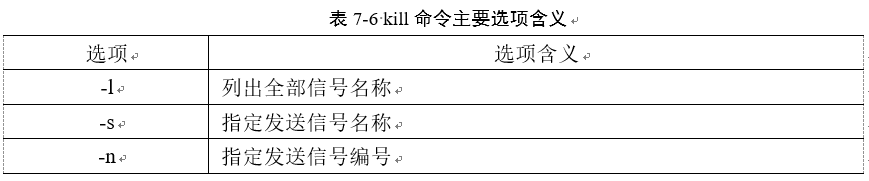 表 7-6·kill 命令主要选项含义
选项 选项含义
-l 列出全部信号名称
-s 指定发送信号名称
-n 指定发送信号编号